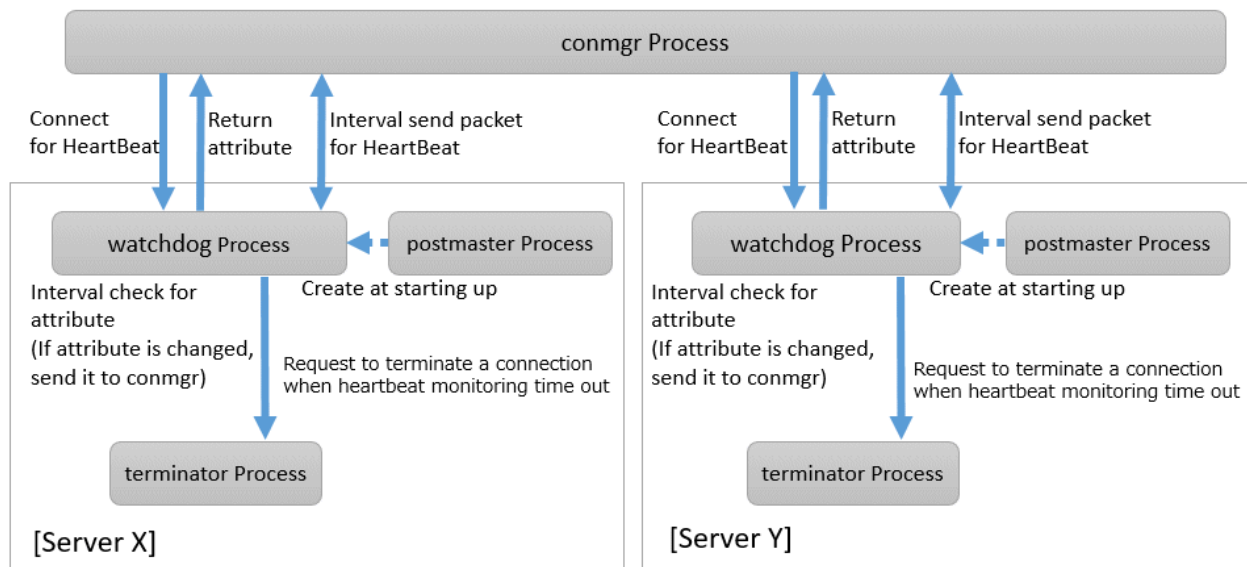 conmgr Process
Connect
for HeartBeat
Return
attribute
Interval send packet
for HeartBeat
Connect
for HeartBeat
Return
attribute
Interval send packet
for HeartBeat
watchdog Process
postmaster Process
Create at starting up
Interval check for
attribute
(If attribute is changed,
send it to conmgr)
Request to terminate a connection
when heartbeat monitoring time out
terminator Process
[Server X]
watchdog Process
postmaster Process
Create at starting up
Interval check for
attribute
(If attribute is changed,
send it to conmgr)
Request to terminate a connection
when heartbeat monitoring time out
terminator Process
[Server Y]